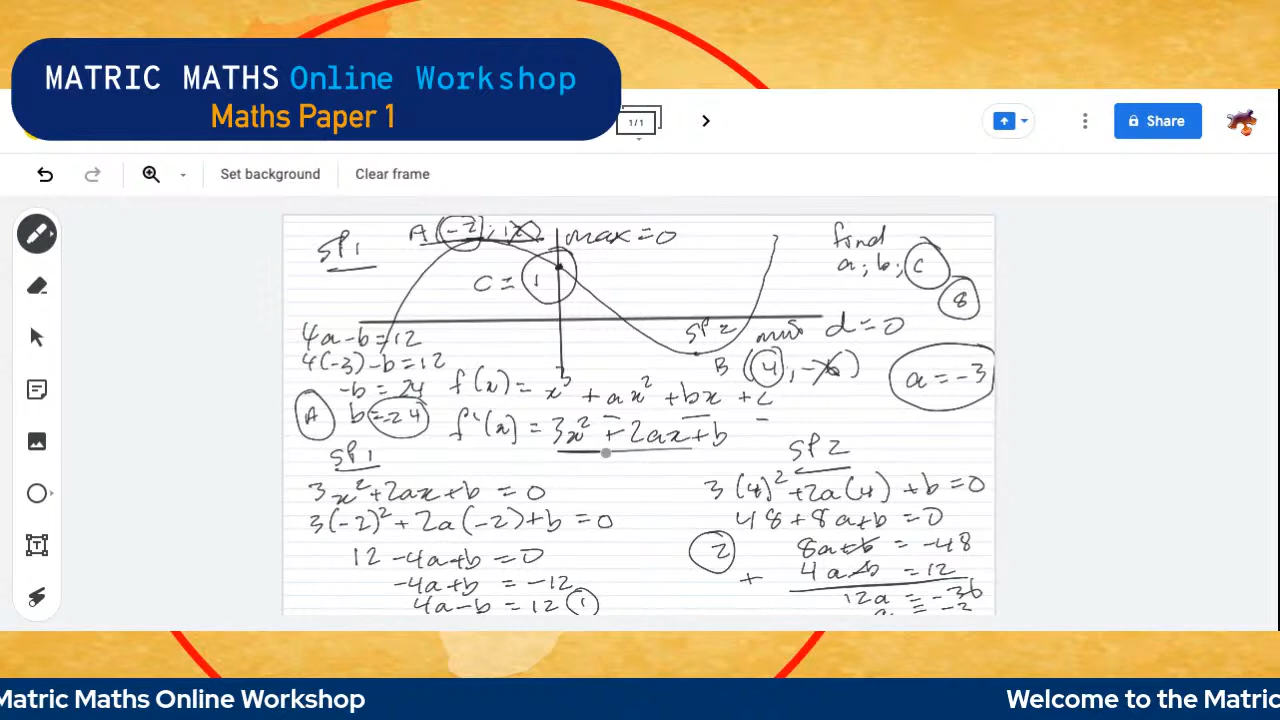 MATRIC MATHS Online Workshop
Maths Paper 1
1/1
Share
Set background
Clear frame
SP1
A (-2 ; 12)
max = 0
find
a ; b ; c
8
C = 1
SP 2
min
d = 0
B (4 ,
a = -3
4a - b = 12
4(-3) - b = 12
-b = 24
A b = -24
f(x) = x³ + ax² + bx + c
f'(x) = 3x² + 2ax + b
SP1
3x² + 2ax + b = 0
3(-2)² + 2a(-2) + b = 0
12 - 4a + b = 0
-4a + b = -12
4a - b = 12 ①
SP2
3(4)² + 2a(4) + b = 0
48 + 8a + b = 0
② 8a + b = -48
+ 4a - b = 12
12a = -36
Matric Maths Online Workshop
Welcome to the Matric